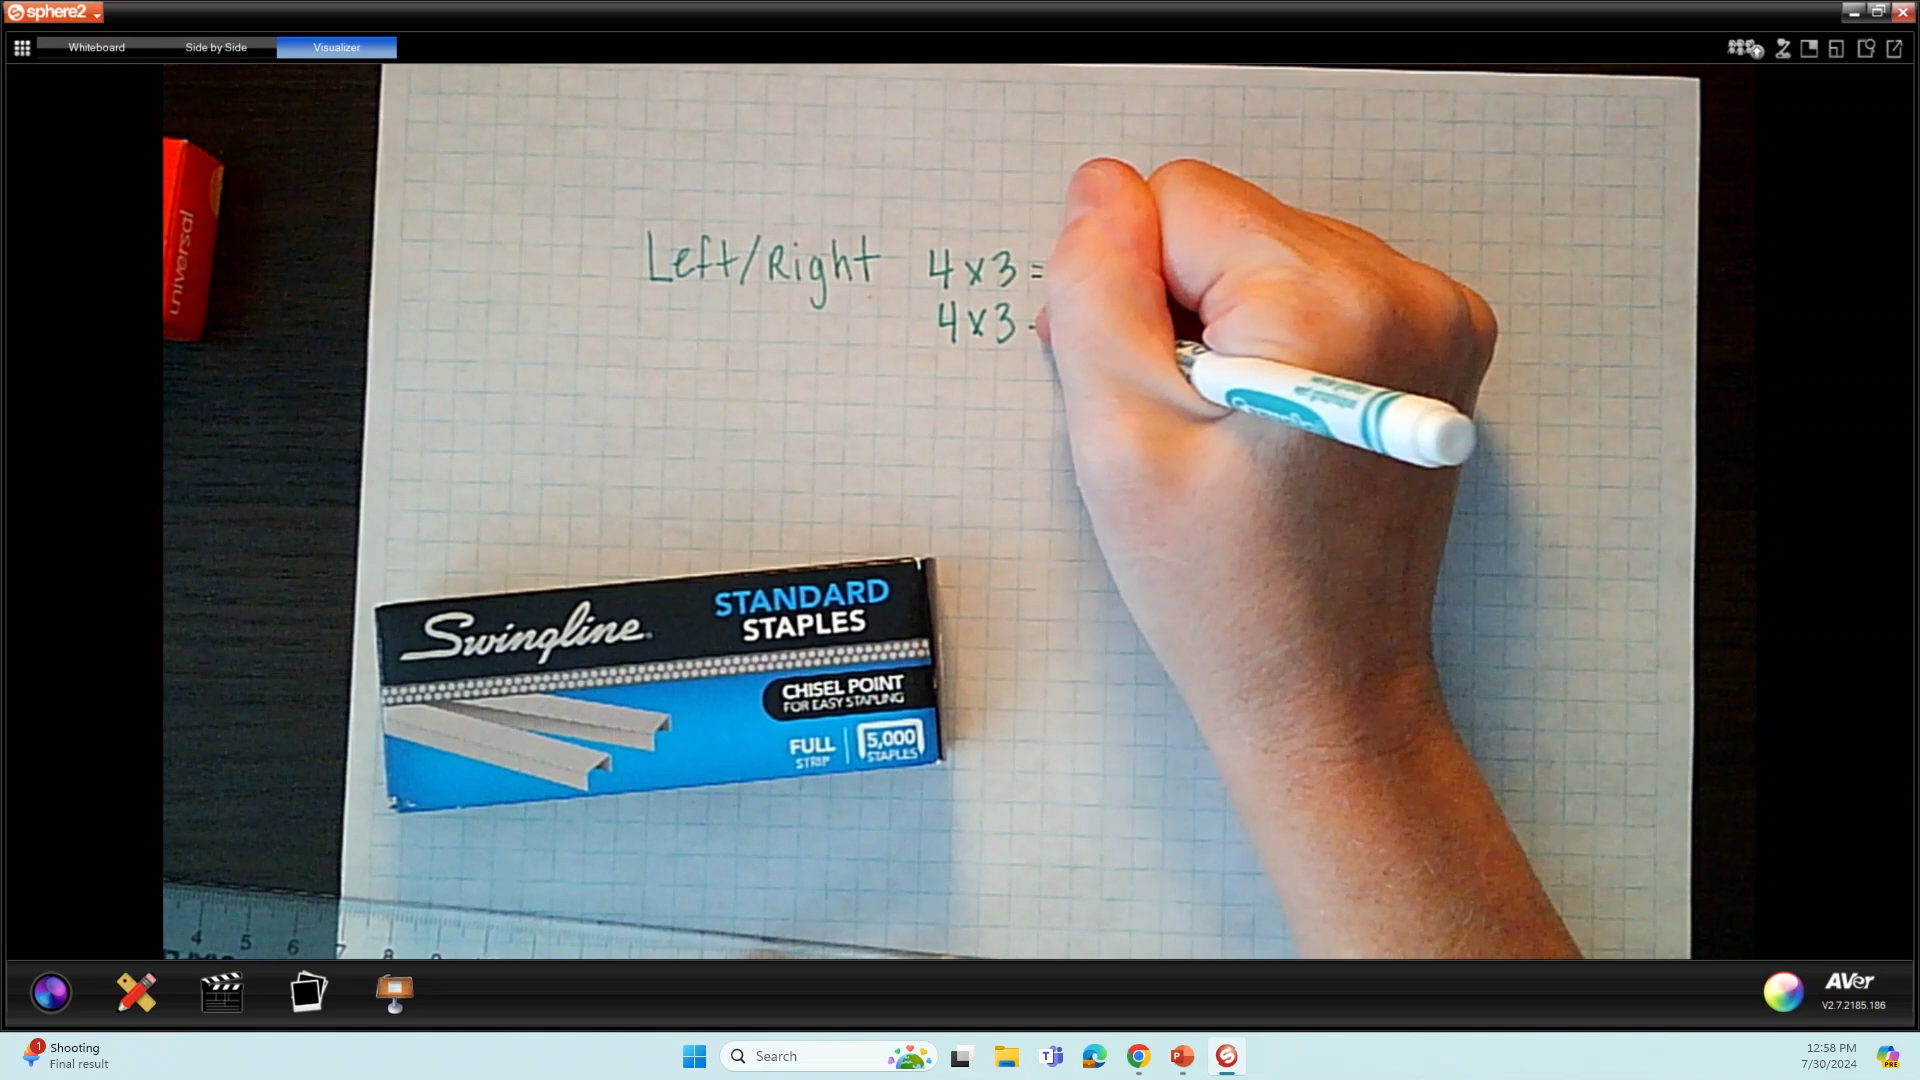 sphere2
Whiteboard
Side by Side
Visualizer
universal
Left/Right 4x3 =
4x3
Swingline
STANDARD
STAPLES
CHISEL POINT
FOR EASY STAPLING
FULL
STRIP
5,000
STAPLES
4 5 6 7 8
AVer
V2.7.2185.186
1
Shooting
Final result
Search
12:58 PM
7/30/2024
PRE